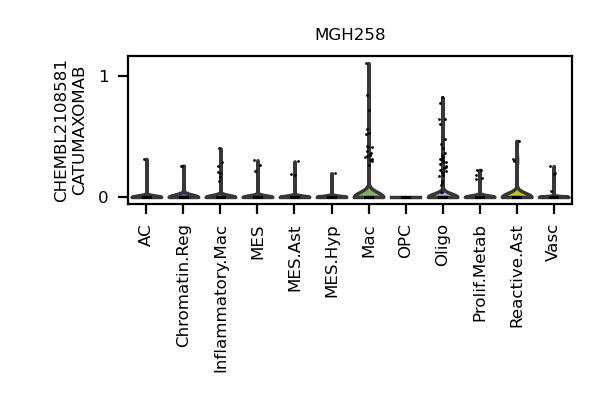 MGH258
CHEMBL2108581
CATUMAXOMAB
1
0
AC
Chromatin.Reg
Inflammatory.Mac
MES
MES.Ast
MES.Hyp
Mac
OPC
Oligo
Prolif.Metab
Reactive.Ast
Vasc